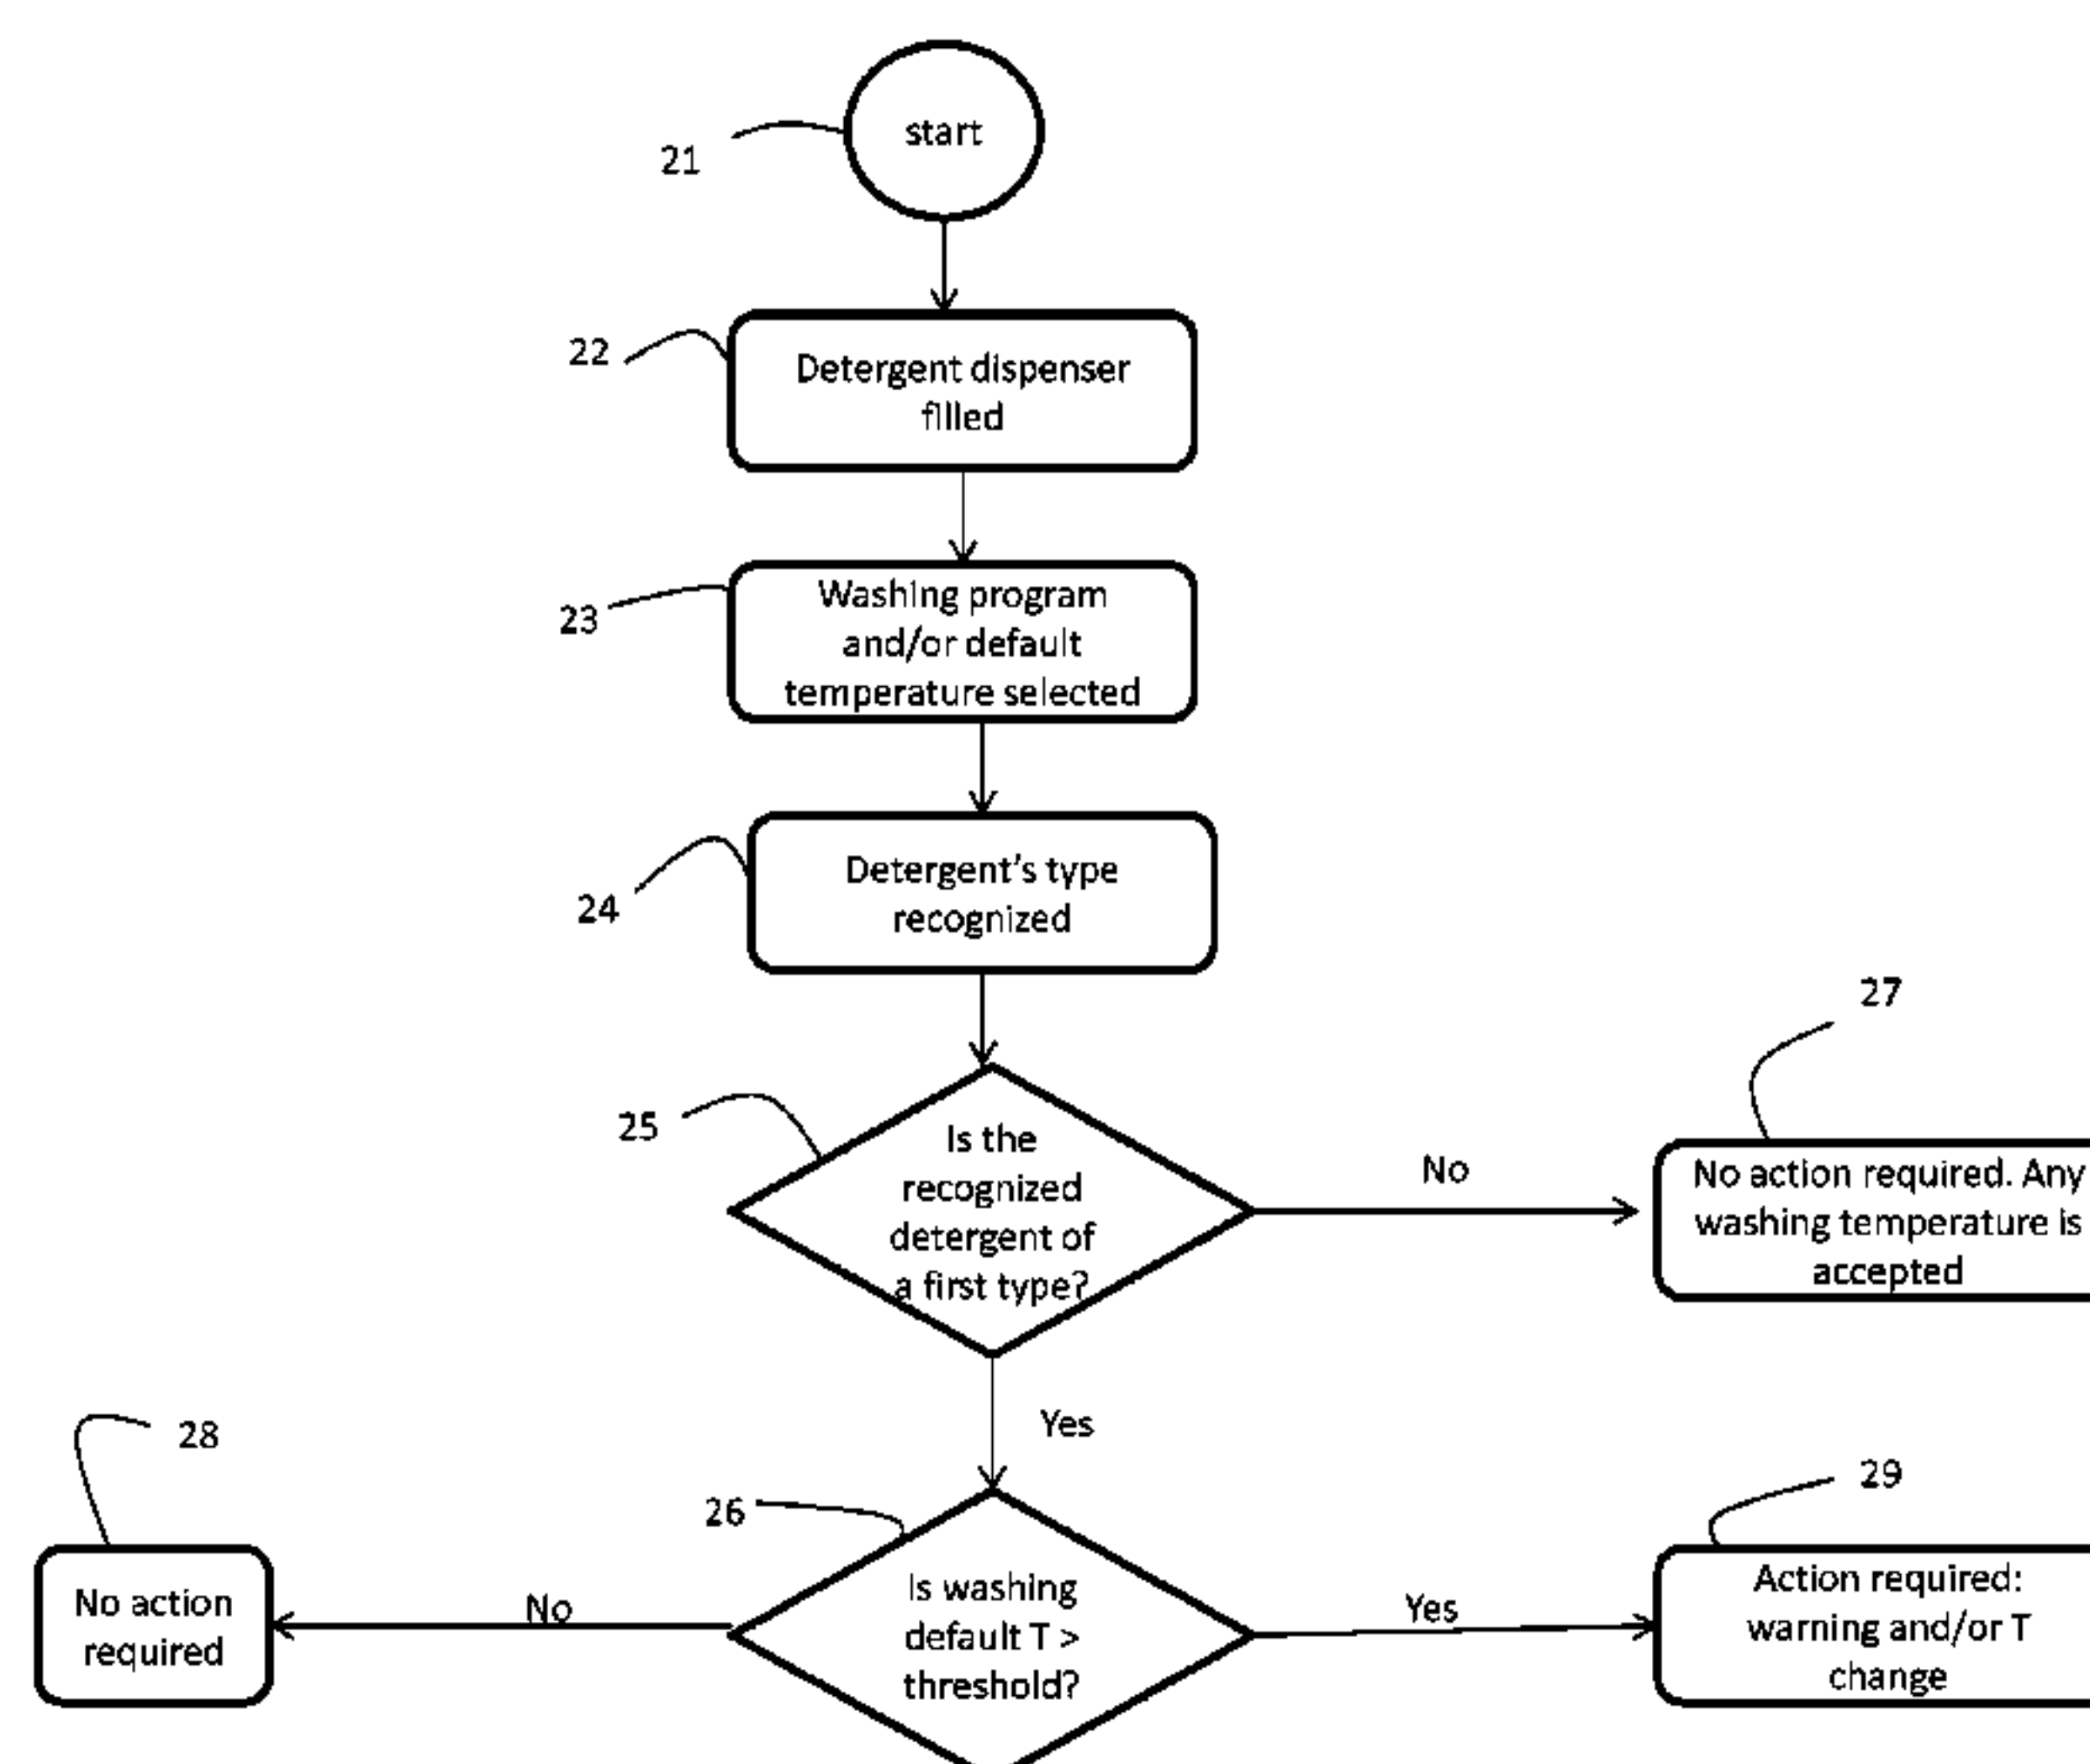 start
21
22
Detergent dispenser
filled
23
Washing program
and/or default
temperature selected
24
Detergent's type
recognized
25
Is the
recognized
detergent of
a first type?
No
27
No action required. Any
washing temperature is
accepted
Yes
28
No action
required
No
26
Is washing
default T >
threshold?
Yes
29
Action required:
warning and/or T
change